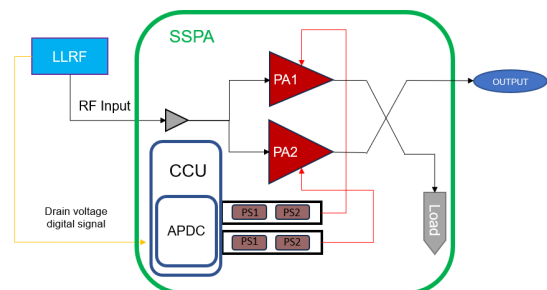 SSPA
LLRF
PA1
OUTPUT
RF Input
PA2
CCU
PS1 PS2
Drain voltage
digital signal
APDC
PS1 PS2
Load